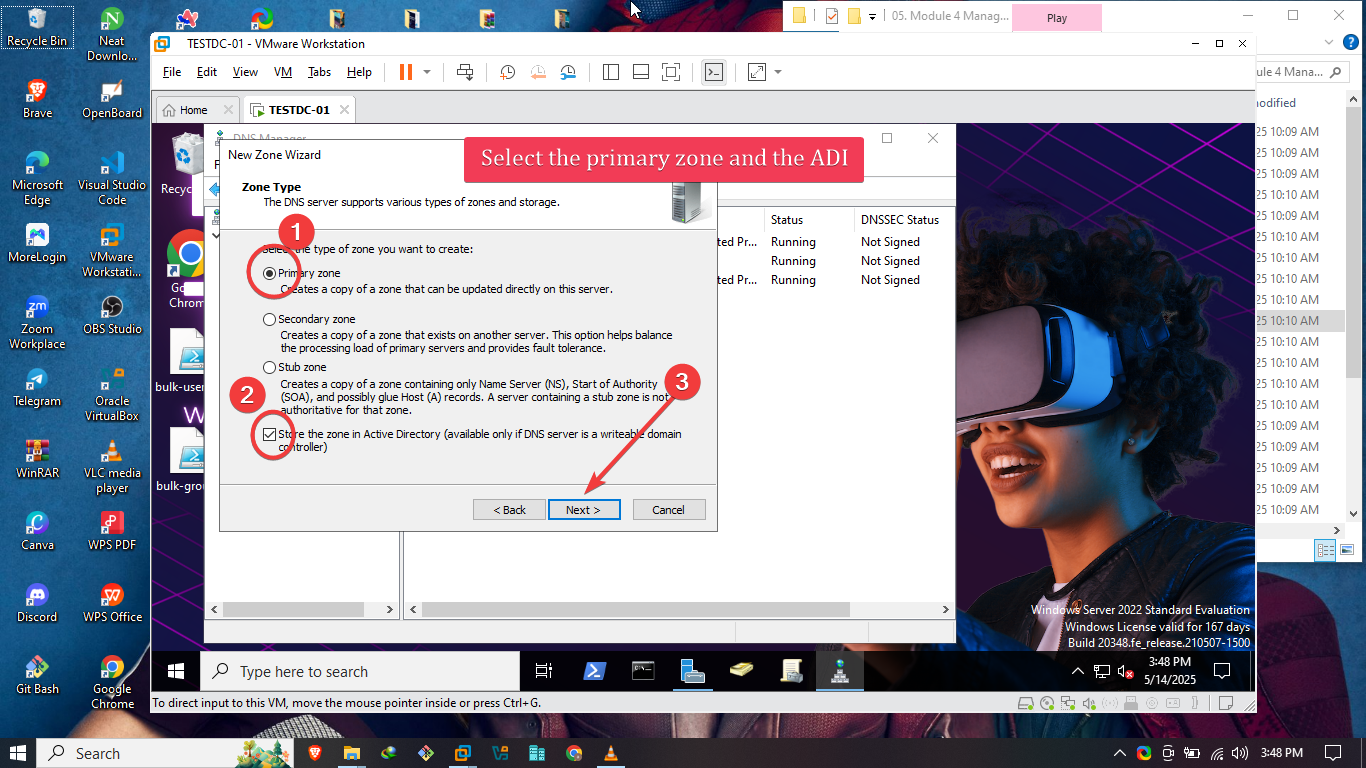 Recycle Bin
Neat Downlo...
Brave
OpenBoard
Microsoft Edge
Visual Studio Code
MoreLogin
VMware Workstati...
Zoom Workplace
OBS Studio
Telegram
Oracle VirtualBox
WinRAR
VLC media player
Canva
WPS PDF
Discord
WPS Office
Git Bash
Google Chrome
05. Module 4 Manag...
Play
TESTDC-01 - VMware Workstation
File Edit View VM Tabs Help
Home
TESTDC-01
DNS Manager
Select the primary zone and the ADI
New Zone Wizard
Zone Type
The DNS server supports various types of zones and storage.
1
Select the type of zone you want to create:
Primary zone
Creates a copy of a zone that can be updated directly on this server.
Secondary zone
Creates a copy of a zone that exists on another server. This option helps balance
the processing load of primary servers and provides fault tolerance.
Stub zone
Creates a copy of a zone containing only Name Server (NS), Start of Authority
(SOA), and possibly glue Host (A) records. A server containing a stub zone is not
authoritative for that zone.
2
3
Store the zone in Active Directory (available only if DNS server is a writeable domain
controller)
< Back
Next >
Cancel
Status DNSSEC Status
ted Pr... Running Not Signed
Running Not Signed
ted Pr... Running Not Signed
Recyc
Go
Chrom
bulk-user
W
bulk-grou
ule 4 Mana...
odified
25 10:09 AM
25 10:09 AM
25 10:09 AM
25 10:10 AM
25 10:09 AM
25 10:09 AM
25 10:10 AM
25 10:10 AM
25 10:10 AM
25 10:10 AM
25 10:09 AM
25 10:10 AM
25 10:09 AM
25 10:10 AM
25 10:09 AM
25 10:09 AM
25 10:09 AM
25 10:09 AM
25 10:09 AM
Windows Server 2022 Standard Evaluation
Windows License valid for 167 days
Build 20348.fe_release.210507-1500
Type here to search
3:48 PM
5/14/2025
To direct input to this VM, move the mouse pointer inside or press Ctrl+G.
Search
3:48 PM